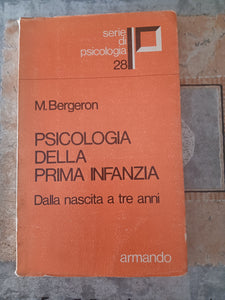 serie
di
psicologia
28
M. Bergeron
PSICOLOGIA
DELLA
PRIMA INFANZIA
Dalla nascita a tre anni
armando